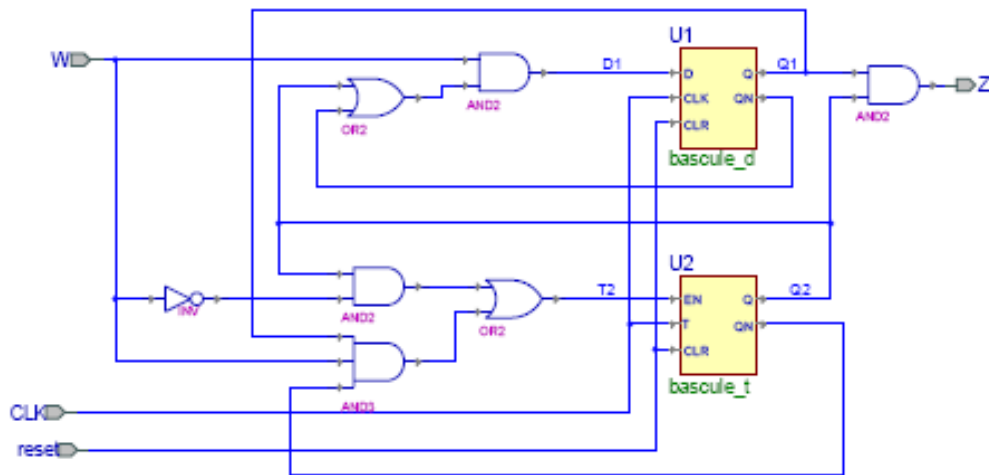 U1
W
D1
D
Q
Q1
Z
CLK
QN
AND2
OR2
AND2
CLR
bascule_d
U2
INV
AND2
OR2
T2
EN
Q
Q2
T
QN
CLR
bascule_t
AND3
CLK
reset